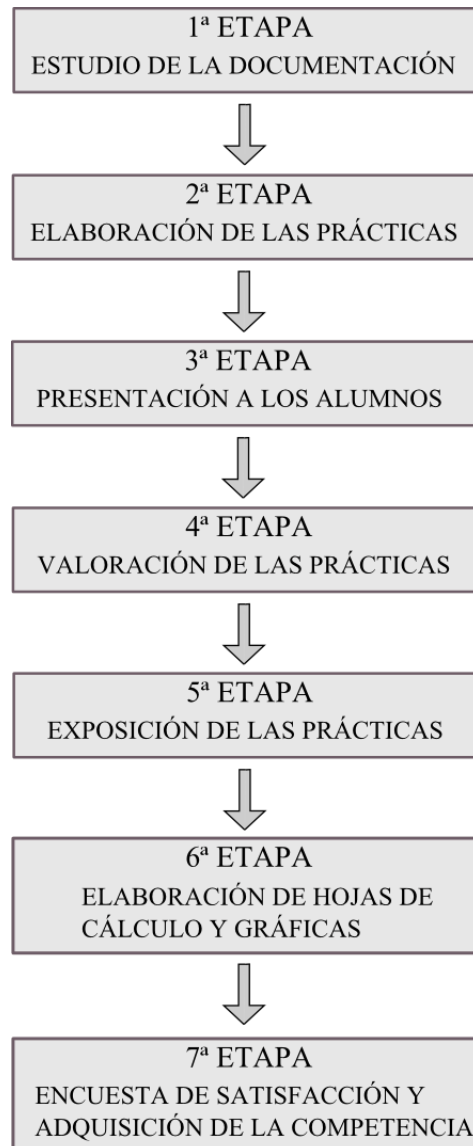 1ª ETAPA
ESTUDIO DE LA DOCUMENTACIÓN
2ª ETAPA
ELABORACIÓN DE LAS PRÁCTICAS
3ª ETAPA
PRESENTACIÓN A LOS ALUMNOS
4ª ETAPA
VALORACIÓN DE LAS PRÁCTICAS
5ª ETAPA
EXPOSICIÓN DE LAS PRÁCTICAS
6ª ETAPA
ELABORACIÓN DE HOJAS DE
CÁLCULO Y GRÁFICAS
7ª ETAPA
ENCUESTA DE SATISFACCIÓN Y
ADQUISICIÓN DE LA COMPETENCIA